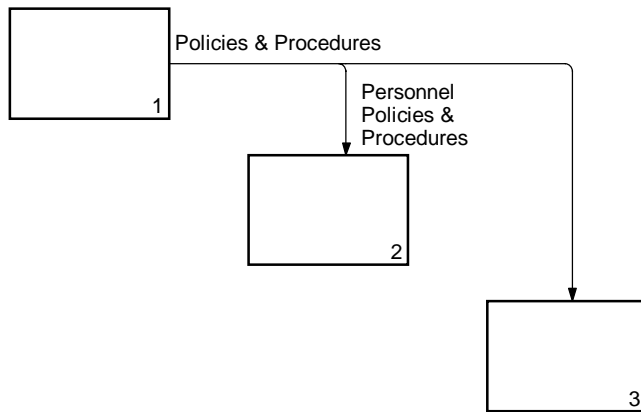 Policies & Procedures
1
Personnel
Policies &
Procedures
2
3